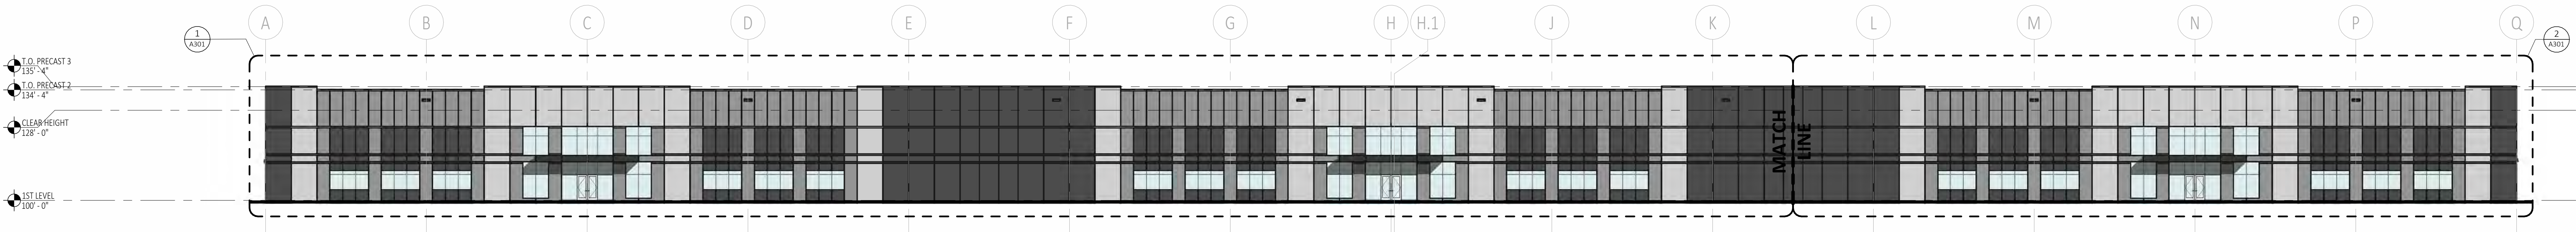 A B C D E F G H H.1 J K L M N P Q
1
A301
2
A301
T.O. PRECAST 3
135' - 4"
T.O. PRECAST 2
134' - 4"
CLEAR HEIGHT
128' - 0"
1ST LEVEL
100' - 0"
MATCH
LINE